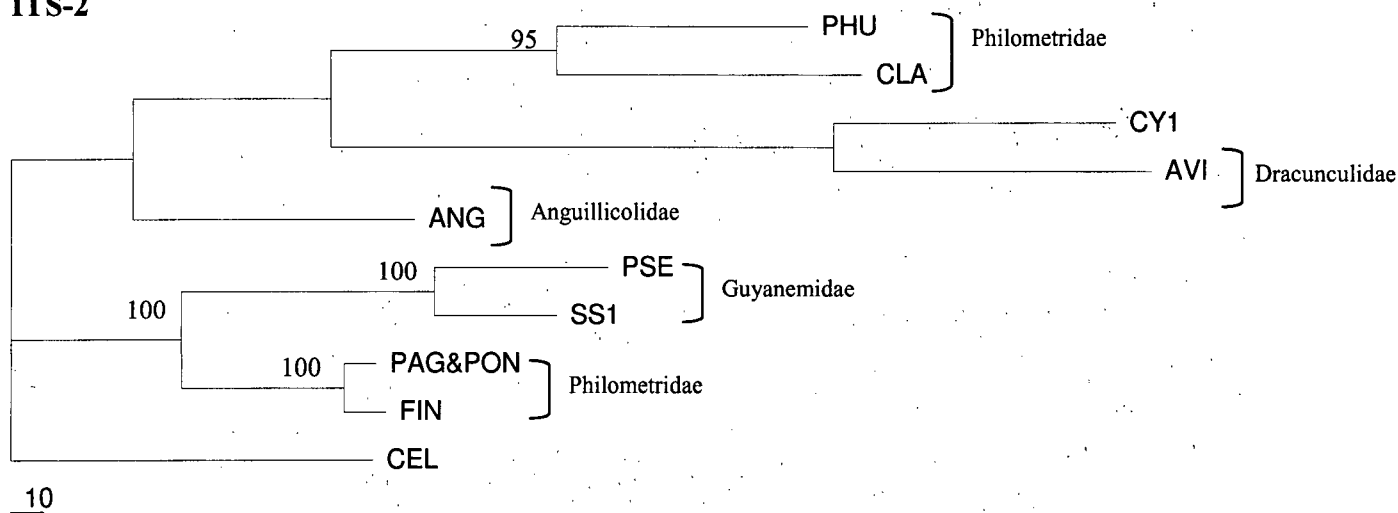 ITS-2
95
PHU
Philometridae
CLA
CY1
AVI
Dracunculidae
ANG
Anguillicolidae
100
PSE
Guyanemidae
SS1
100
100
PAG&PON
Philometridae
FIN
CEL
10